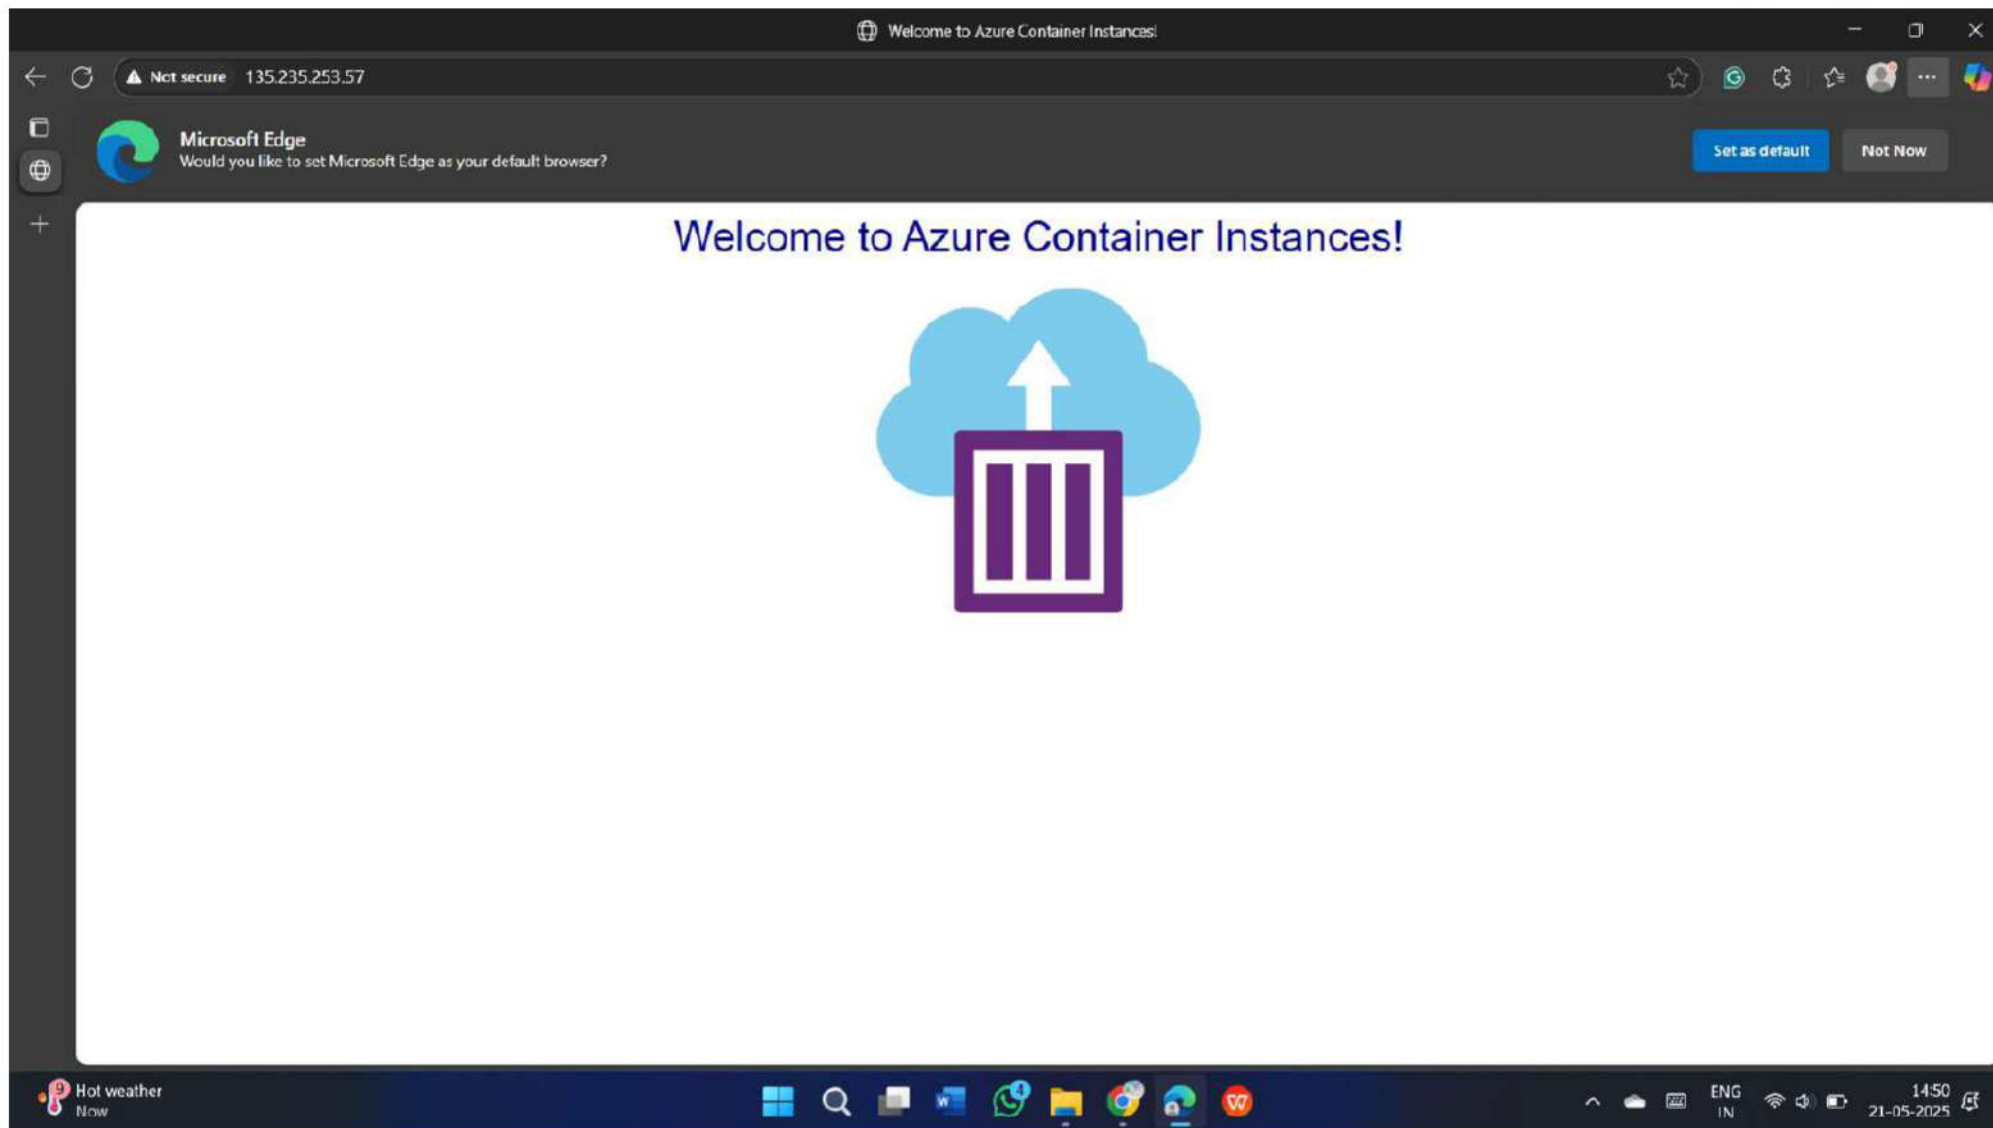 Welcome to Azure Container Instances!
Not secure 135.235.253.57
Microsoft Edge
Would you like to set Microsoft Edge as your default browser?
Set as default
Not Now
Welcome to Azure Container Instances!
9
Hot weather
Now
W
4
ENG
IN
14:50
21-05-2025